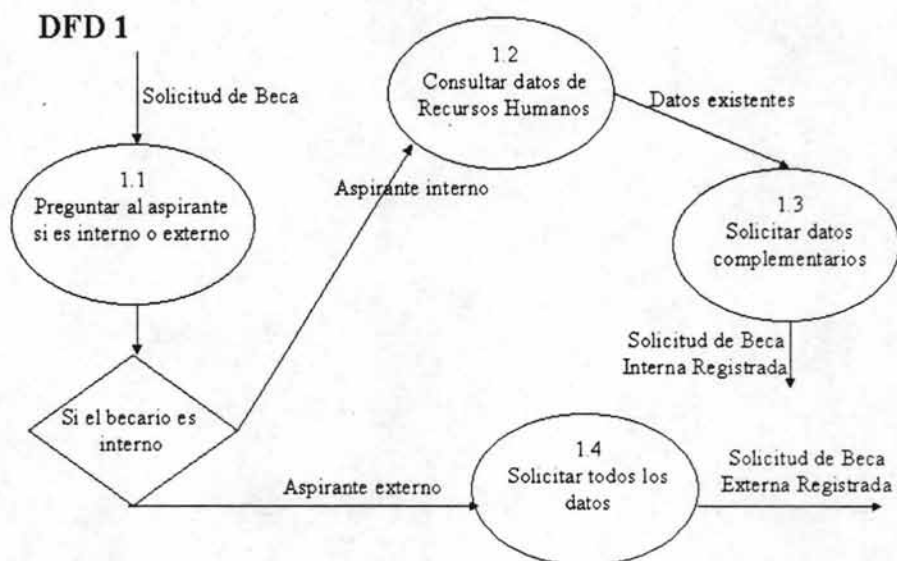 DFD 1
Solicitud de Beca
1.1
Preguntar al aspirante
si es interno o externo
Si el becario es
interno
Aspirante interno
1.2
Consultar datos de
Recursos Humanos
Datos existentes
1.3
Solicitar datos
complementarios
Solicitud de Beca
Interna Registrada
Aspirante externo
1.4
Solicitar todos los
datos
Solicitud de Beca
Externa Registrada